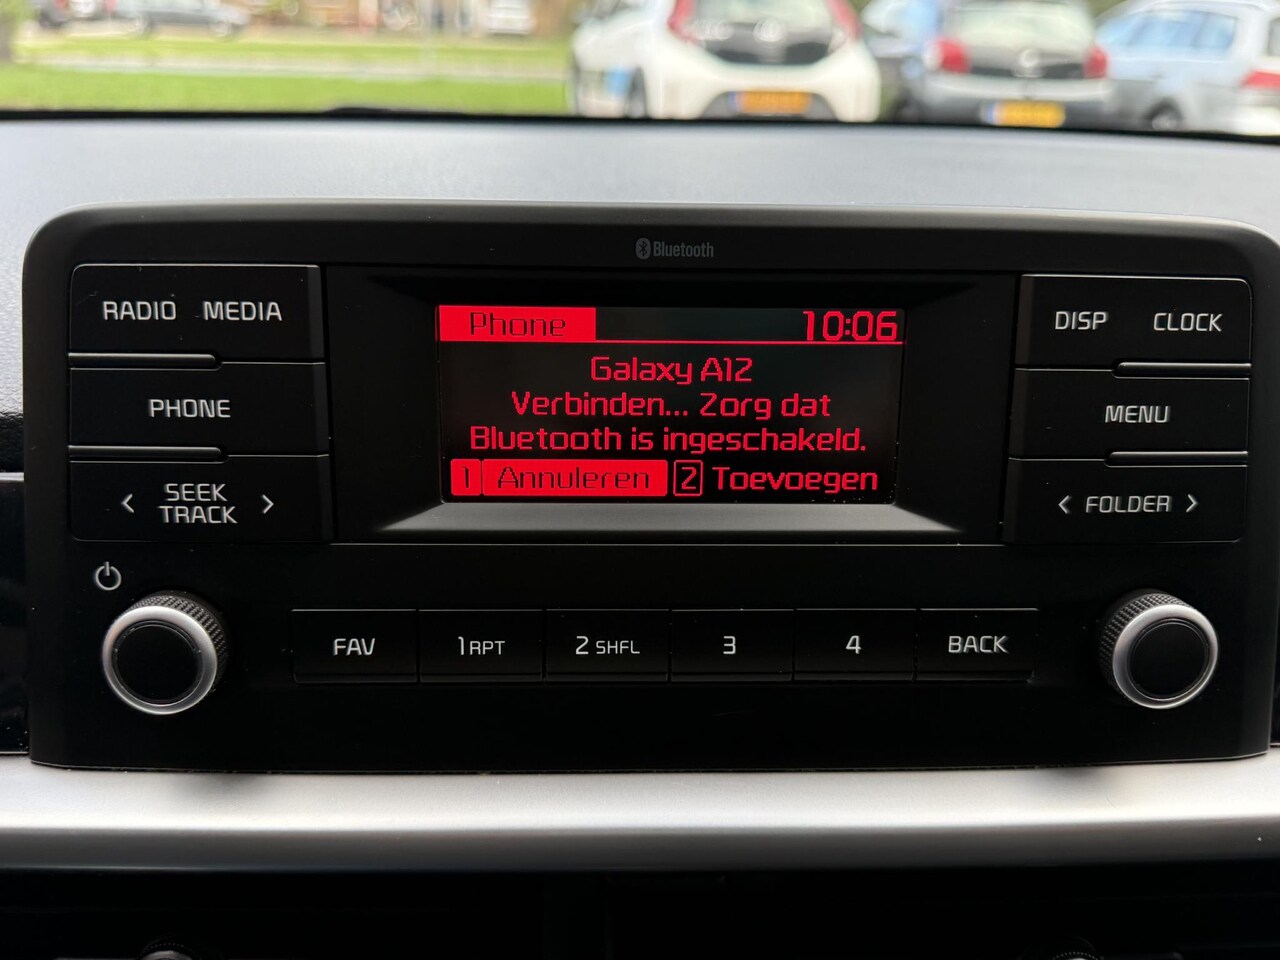 Bluetooth
RADIO MEDIA
PHONE
< SEEK TRACK >
Phone 10:06
Galaxy A12
Verbinden... Zorg dat
Bluetooth is ingeschakeld.
1 Annuleren 2 Toevoegen
DISP CLOCK
MENU
< FOLDER >
FAV 1 RPT 2 SHFL 3 4 BACK